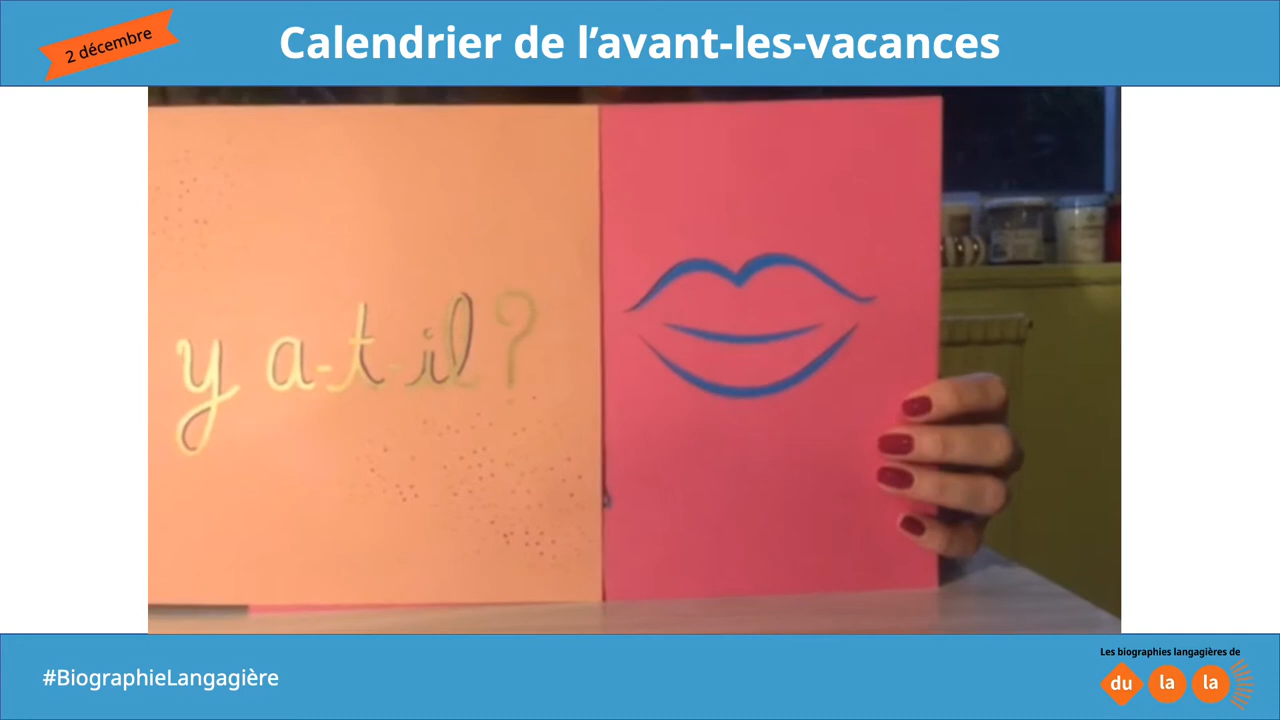 2 décembre
Calendrier de l’avant-les-vacances
y a-t-il ?
#BiographieLangagière
Les biographies langagières de
du la la